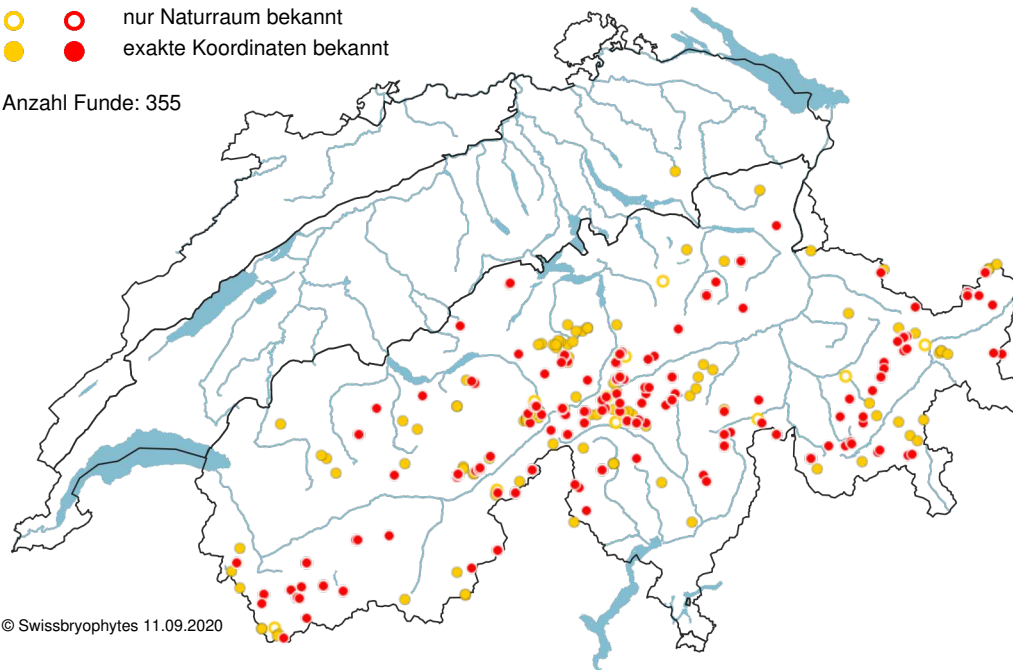 nur Naturraum bekannt
exakte Koordinaten bekannt
Anzahl Funde: 355
© Swissbryophytes 11.09.2020